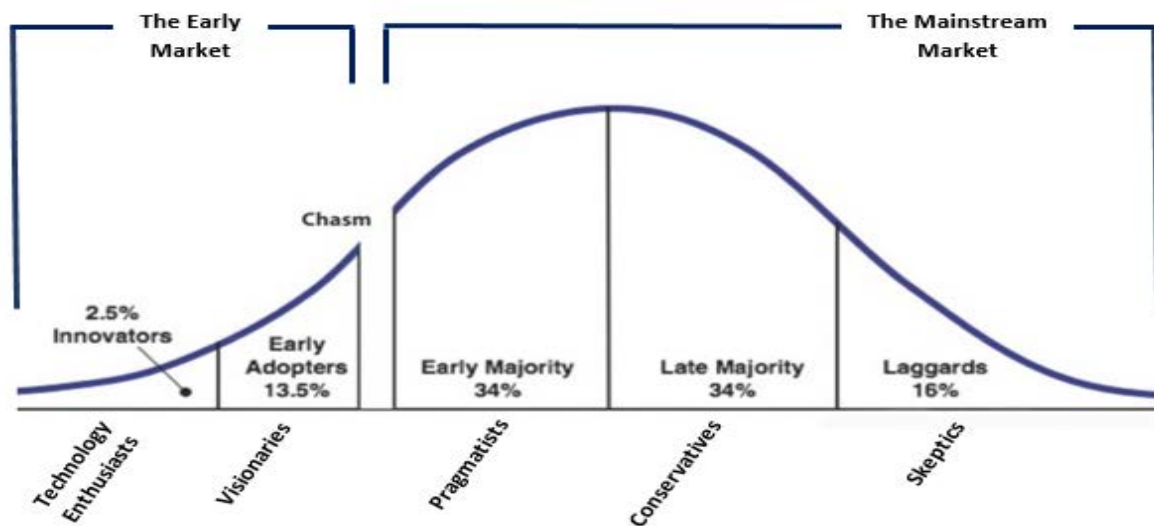 The Early
Market
The Mainstream
Market
Chasm
2.5%
Innovators
Early
Adopters
13.5%
Early Majority
34%
Late Majority
34%
Laggards
16%
Technology
Enthusiasts
Visionaries
Pragmatists
Conservatives
Skeptics